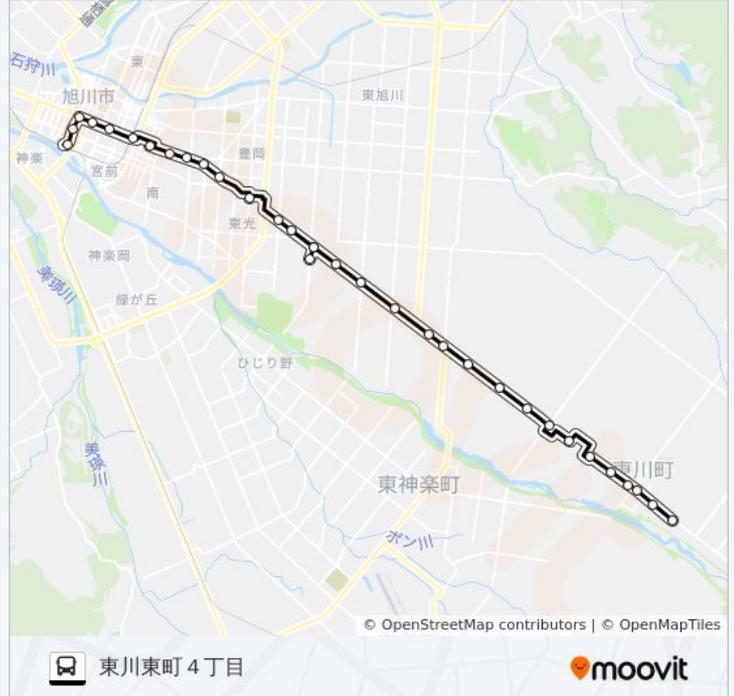 石狩川
東
旭川市
東旭川
神楽
宮前
豊岡
南
東光
神楽岡
美瑛川
緑が丘
ひじり野
美瑛川
東川町
東神楽町
ポン川
© OpenStreetMap contributors | © OpenMapTiles
東川東町４丁目
moovit